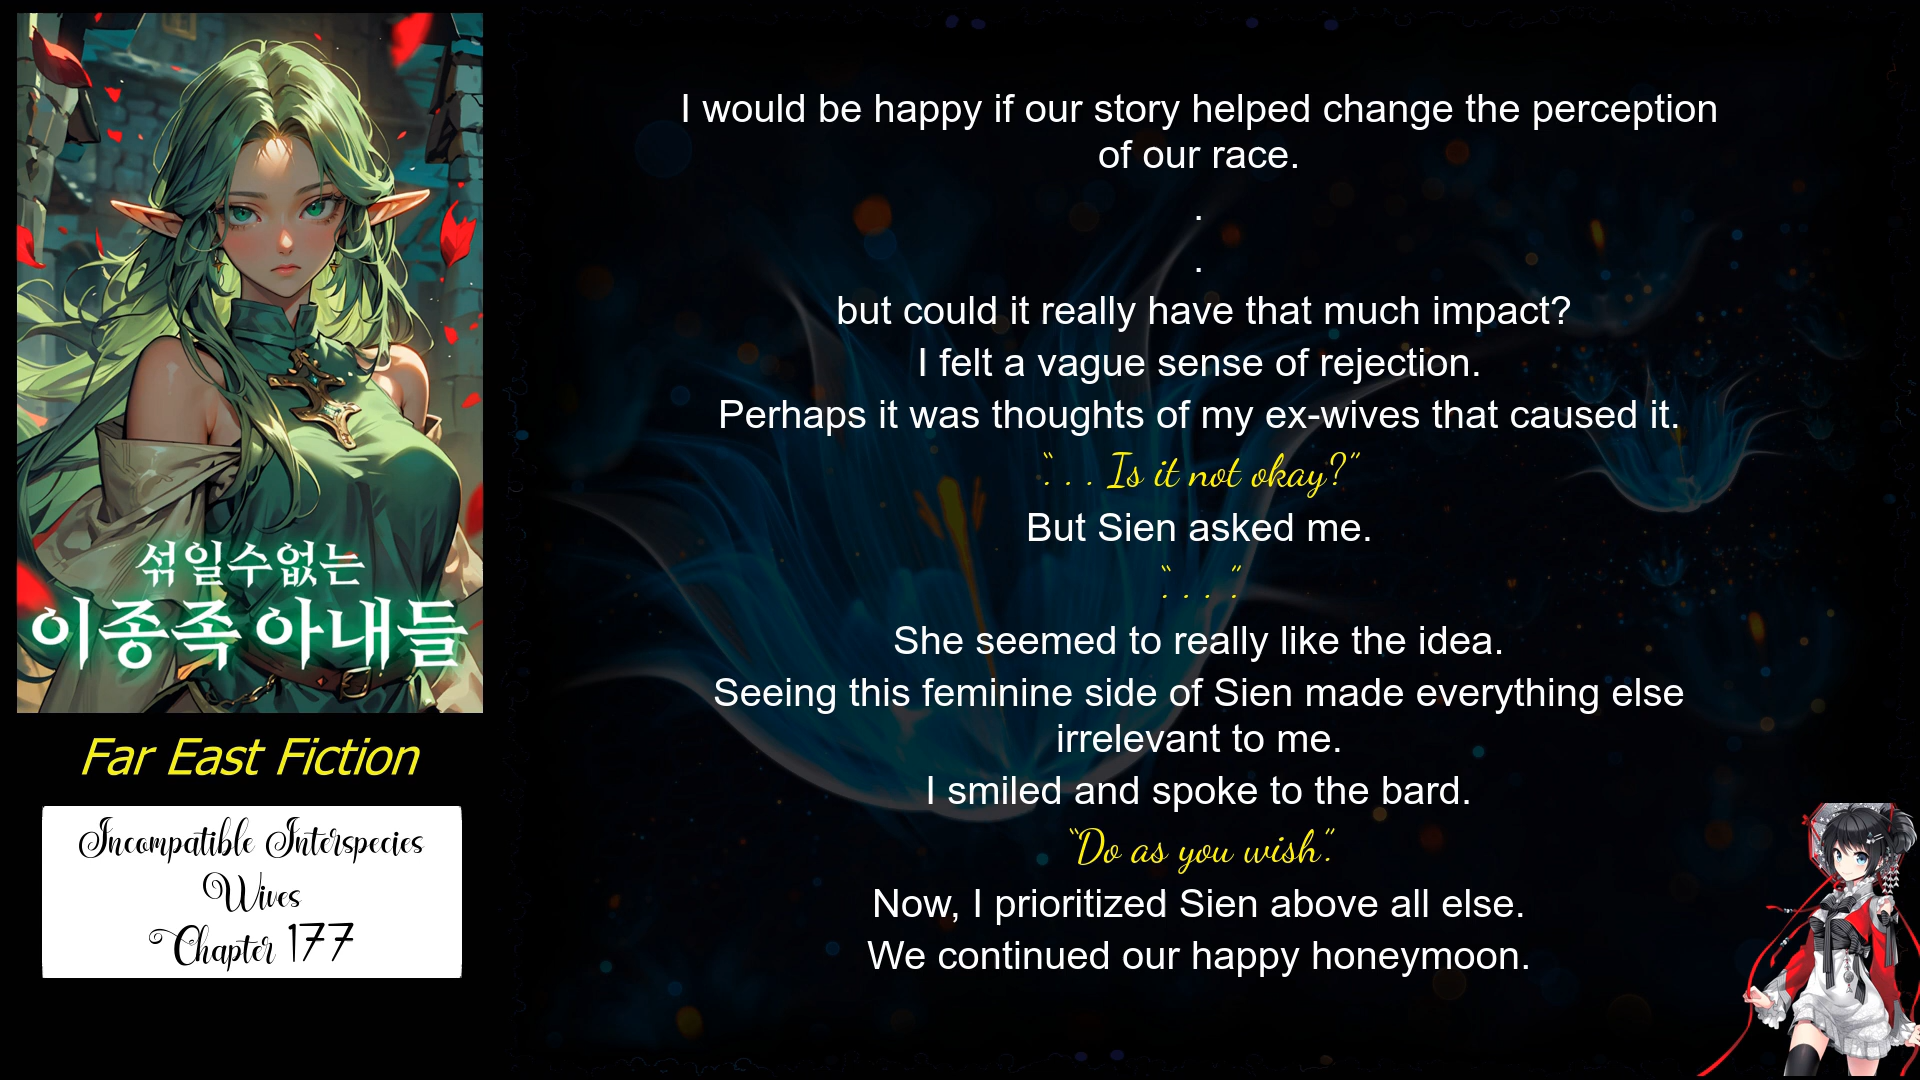 섞일 수 없는
이종족 아내들
Far East Fiction
Incompatible Interspecies
Wives
Chapter 177
I would be happy if our story helped change the perception
of our race.
.
.
but could it really have that much impact?
I felt a vague sense of rejection.
Perhaps it was thoughts of my ex-wives that caused it.
“. . . Is it not okay?”
But Sien asked me.
“. . . .”
She seemed to really like the idea.
Seeing this feminine side of Sien made everything else
irrelevant to me.
I smiled and spoke to the bard.
“Do as you wish.”
Now, I prioritized Sien above all else.
We continued our happy honeymoon.